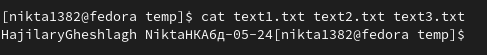 [nikta1382@fedora temp]$ cat text1.txt text2.txt text3.txt
HajilaryGheshlagh NiktaНКАбд-05-24[nikta1382@fedora temp]$